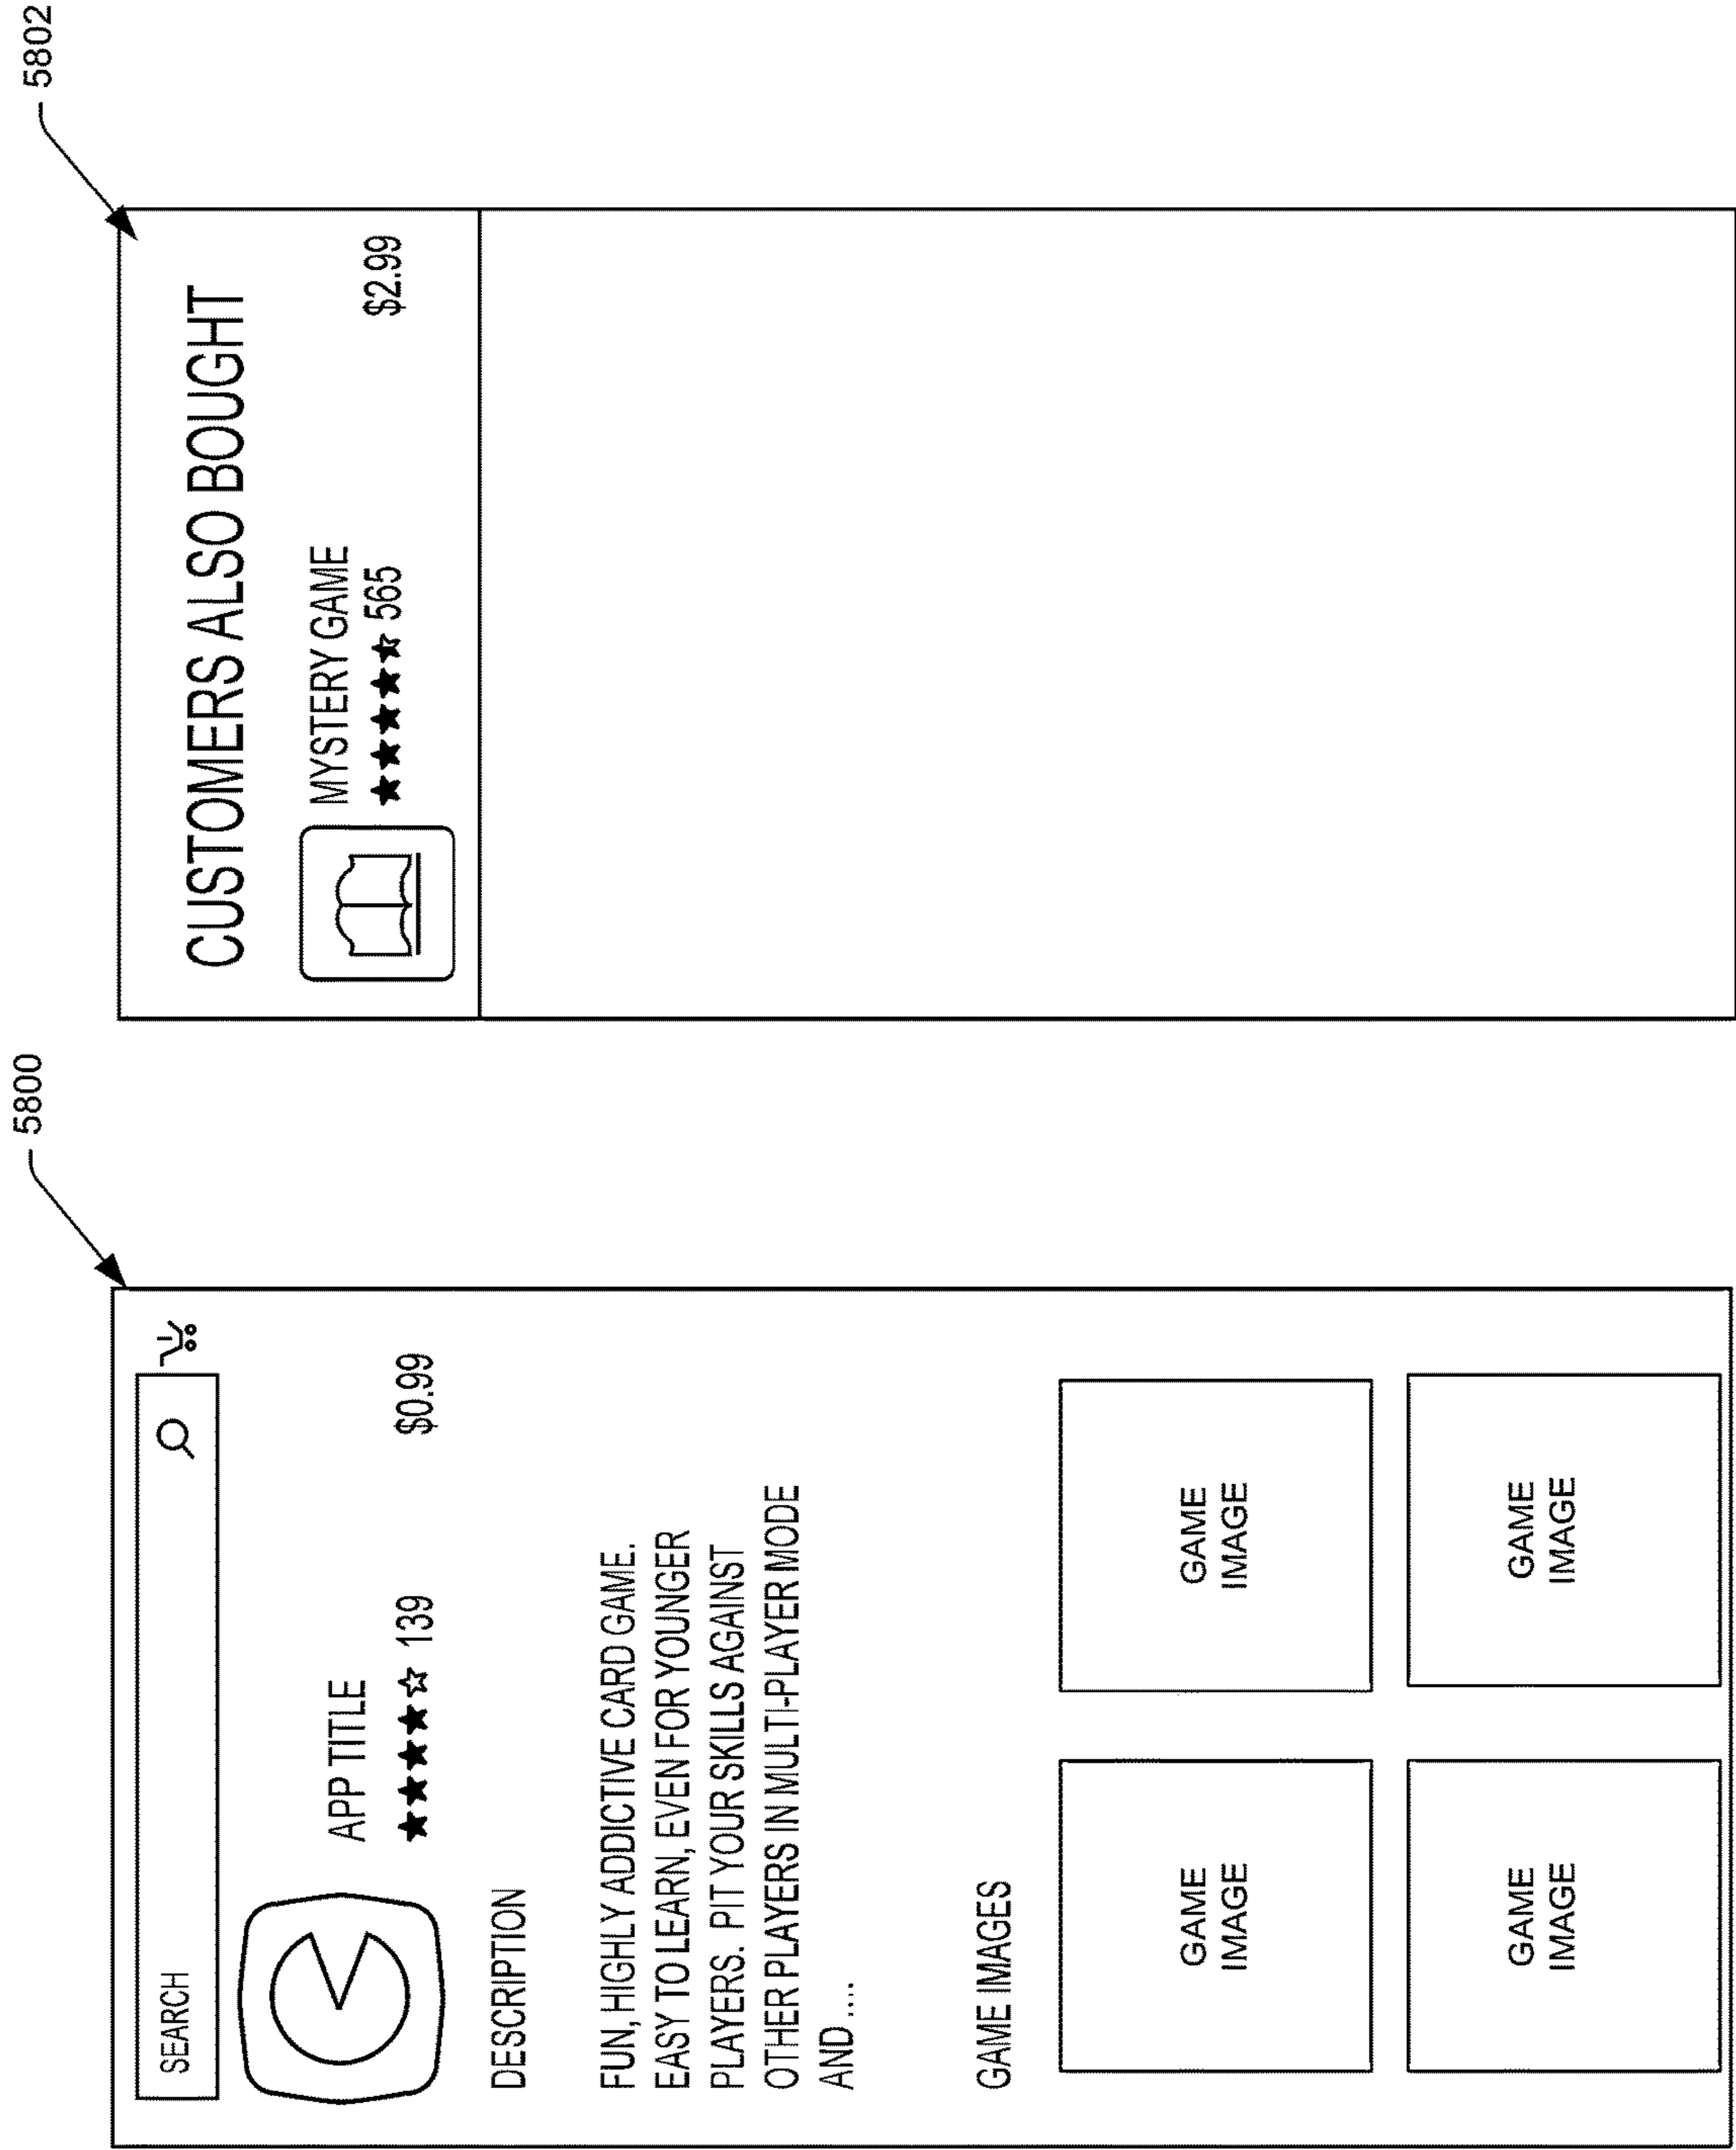 5800
SEARCH
APP TITLE
$0.99
139
DESCRIPTION
FUN, HIGHLY ADDICTIVE CARD GAME.
EASY TO LEARN, EVEN FOR YOUNGER
PLAYERS. PIT YOUR SKILLS AGAINST
OTHER PLAYERS IN MULTI-PLAYER MODE
AND....
GAME IMAGES
GAME
IMAGE
GAME
IMAGE
GAME
IMAGE
GAME
IMAGE
5802
CUSTOMERS ALSO BOUGHT
MYSTERY GAME
565
$2.99